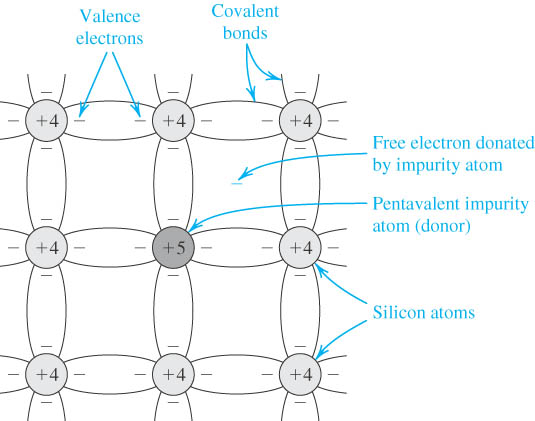 Valence
electrons
Covalent
bonds
+4 +4 +4
Free electron donated
by impurity atom
Pentavalent impurity
atom (donor)
+4 +5 +4
Silicon atoms
+4 +4 +4